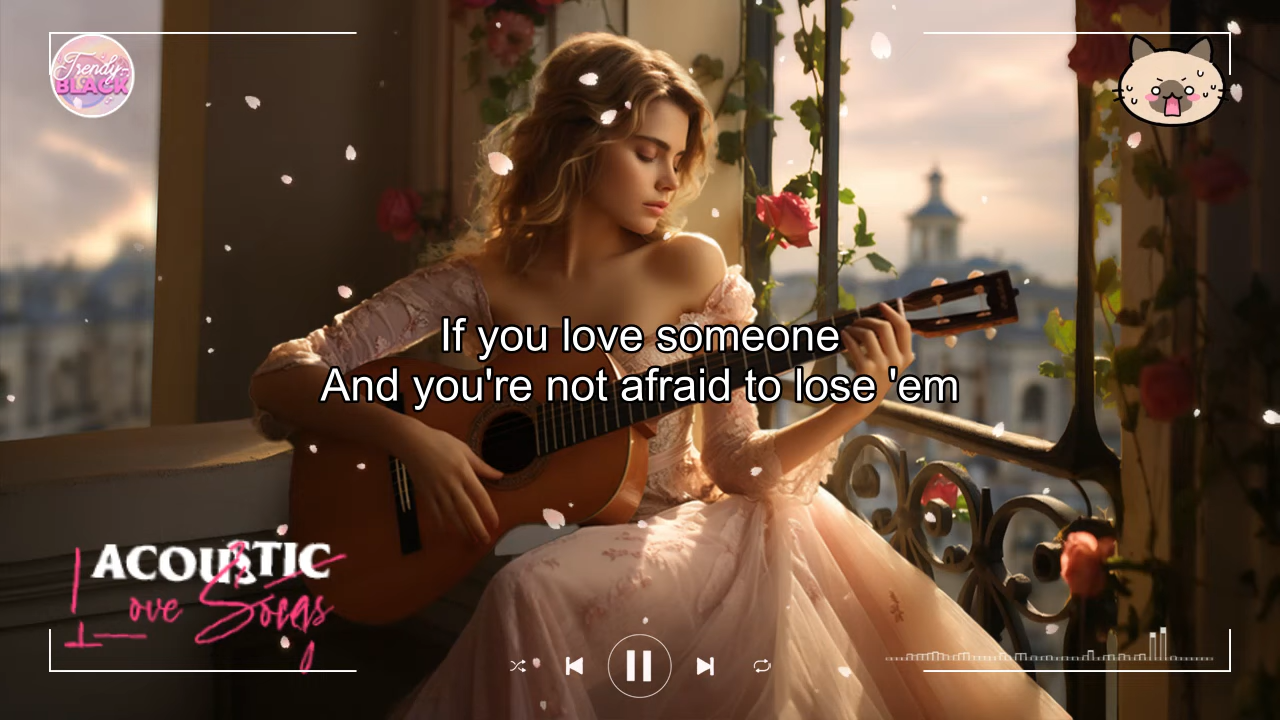 Trendy
BLACK
If you love someone
And you're not afraid to lose 'em
ACOUSTIC
Love Songs